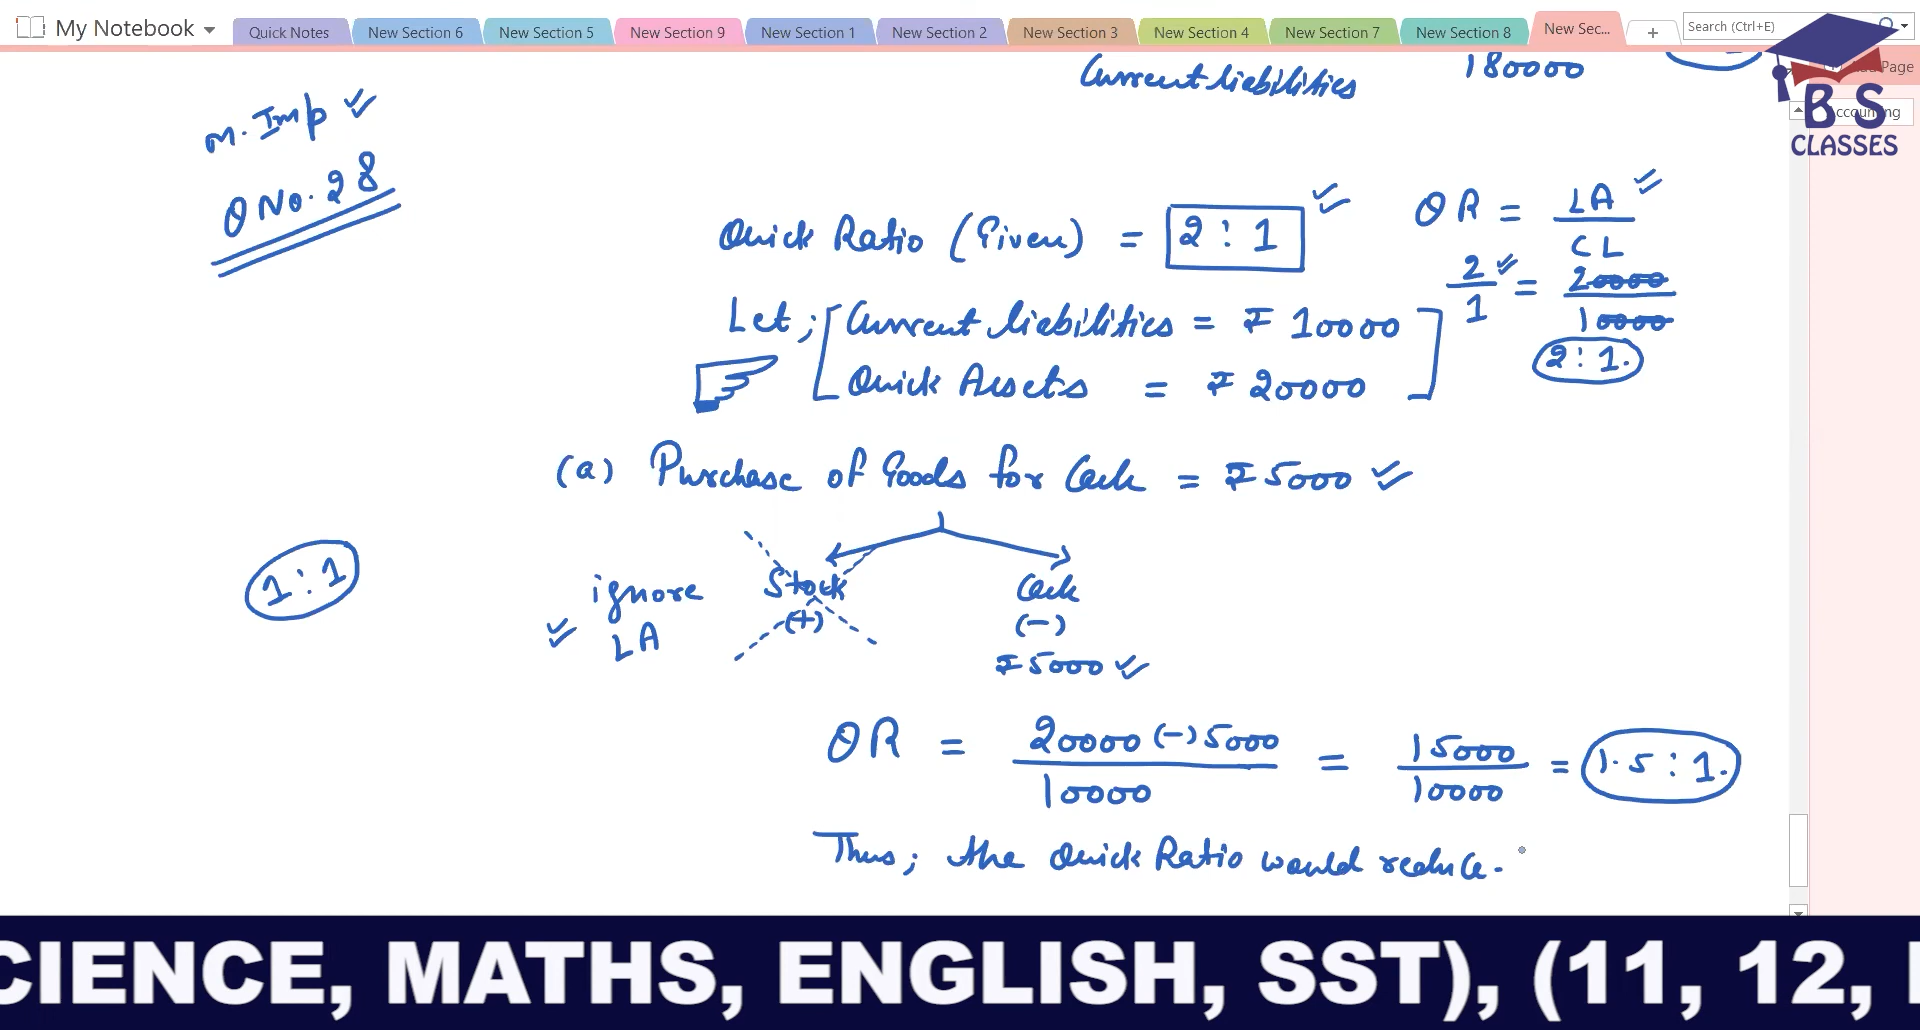 My Notebook
Quick Notes
New Section 6
New Section 5
New Section 9
New Section 1
New Section 2
New Section 3
New Section 4
New Section 7
New Section 8
New Sec...
+
Search (Ctrl+E)
Page
BS
CLASSES
Current liabilities 180000
M. Imp
Q No. 28
Quick Ratio (Given) = 2 : 1
QR = LA
CL
2 = 20000
1 10000
2 : 1.
Let ; Current liabilities = ₹ 10000
Quick Assets = ₹ 20000
(a) Purchase of Goods for Cash = ₹ 5000
1 : 1
ignore
LA
Stock
(+)
Cash
(-)
₹ 5000
QR = 20000 (-) 5000 = 15000 = 1.5 : 1.
10000 10000
Thus ; the Quick Ratio would reduce.
CIENCE, MATHS, ENGLISH, SST), (11, 12,